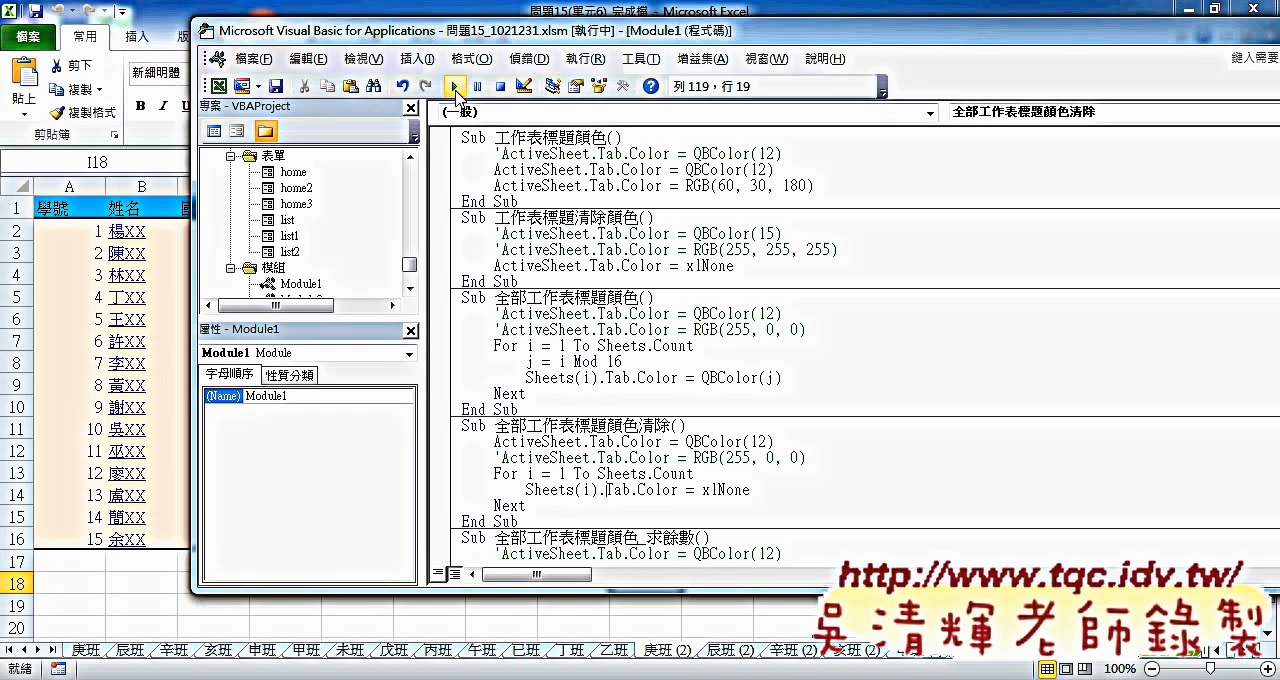 問題15(單元6)_完成檔 - Microsoft Excel
檔案 常用 插入
鍵入需要
剪下
複製
複製格式
貼上
剪貼簿
新細明體
B I U
I18
A B
1 學號 姓名
2 1 楊XX
3 2 陳XX
4 3 林XX
5 4 丁XX
6 5 王XX
7 6 許XX
8 7 李XX
9 8 黃XX
10 9 謝XX
11 10 吳XX
12 11 巫XX
13 12 廖XX
14 13 盧XX
15 14 簡XX
16 15 余XX
17
18
19
20
Microsoft Visual Basic for Applications - 問題15_1021231.xlsm [執行中] - [Module1 (程式碼)]
檔案(F) 編輯(E) 檢視(V) 插入(I) 格式(O) 偵錯(D) 執行(R) 工具(T) 增益集(A) 視窗(W) 說明(H)
列 119，行 19
專案 - VBAProject
表單
home
home2
home3
list
list1
list2
模組
Module1
屬性 - Module1
Module1 Module
字母順序 性質分類
(Name) Module1
(一般) 全部工作表標題顏色清除
Sub 工作表標題顏色()
'ActiveSheet.Tab.Color = QBColor(12)
ActiveSheet.Tab.Color = QBColor(12)
ActiveSheet.Tab.Color = RGB(60, 30, 180)
End Sub
Sub 工作表標題清除顏色()
'ActiveSheet.Tab.Color = QBColor(15)
'ActiveSheet.Tab.Color = RGB(255, 255, 255)
ActiveSheet.Tab.Color = xlNone
End Sub
Sub 全部工作表標題顏色()
'ActiveSheet.Tab.Color = QBColor(12)
'ActiveSheet.Tab.Color = RGB(255, 0, 0)
For i = 1 To Sheets.Count
j = i Mod 16
Sheets(i).Tab.Color = QBColor(j)
Next
End Sub
Sub 全部工作表標題顏色清除()
ActiveSheet.Tab.Color = QBColor(12)
'ActiveSheet.Tab.Color = RGB(255, 0, 0)
For i = 1 To Sheets.Count
Sheets(i).Tab.Color = xlNone
Next
End Sub
Sub 全部工作表標題顏色_求餘數()
'ActiveSheet.Tab.Color = QBColor(12)
http://www.tqc.idv.tw/
吳清輝老師錄製
庚班 辰班 辛班 亥班 申班 甲班 未班 戊班 丙班 午班 巳班 丁班 乙班 庚班 (2) 辰班 (2) 辛班 (2) 亥班 (2)
就緒 100%